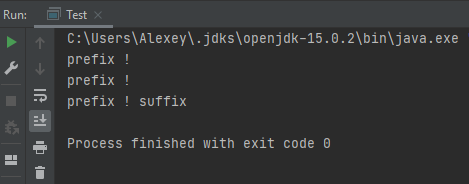 Run: Test
C:\Users\Alexey\.jdks\openjdk-15.0.2\bin\java.exe
prefix !
prefix !
prefix ! suffix
Process finished with exit code 0